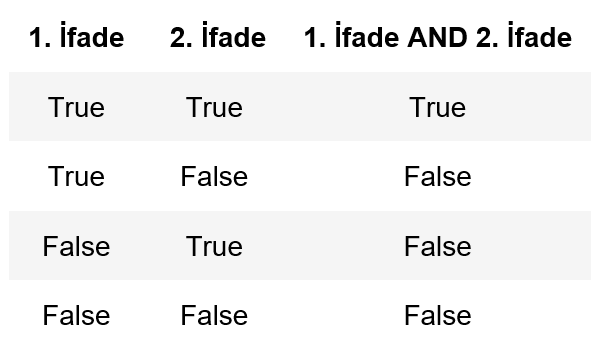 1. İfade 2. İfade 1. İfade AND 2. İfade
True True True
True False False
False True False
False False False